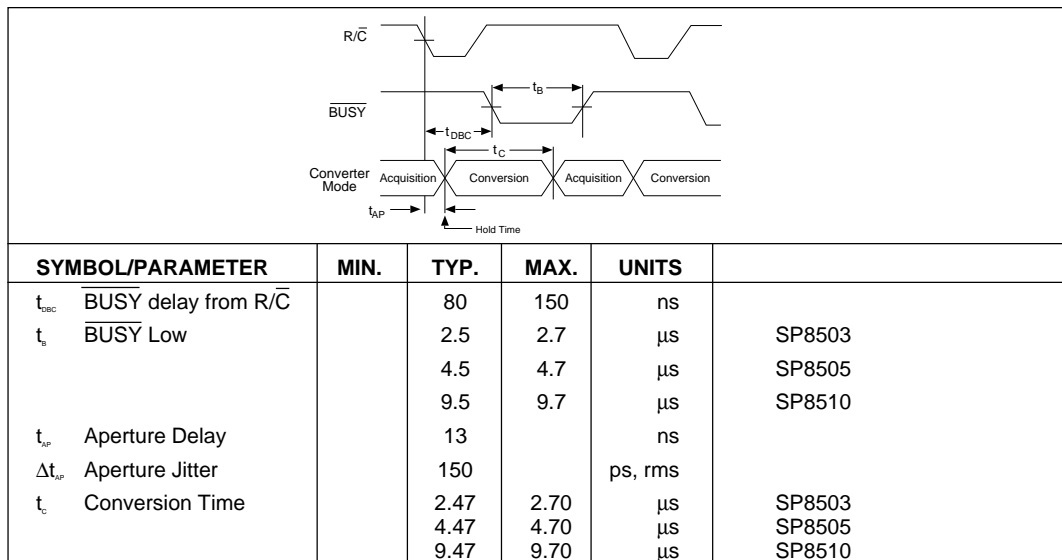 R/C̅
t_B
B̅U̅S̅Y̅
t_DBC
t_C
Converter Mode
Acquisition Conversion Acquisition Conversion
t_AP
Hold Time
SYMBOL/PARAMETER MIN. TYP. MAX. UNITS
t_DBC B̅U̅S̅Y̅ delay from R/C̅ 80 150 ns
t_B B̅U̅S̅Y̅ Low 2.5 2.7 µs SP8503
4.5 4.7 µs SP8505
9.5 9.7 µs SP8510
t_AP Aperture Delay 13 ns
Δt_AP Aperture Jitter 150 ps, rms
t_C Conversion Time 2.47 2.70 µs SP8503
4.47 4.70 µs SP8505
9.47 9.70 µs SP8510